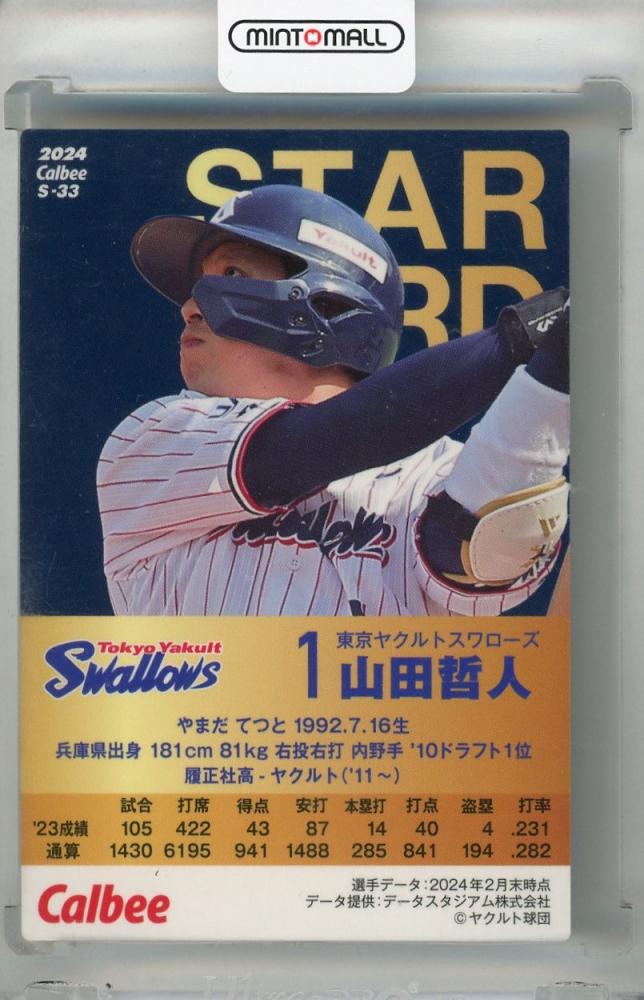 MINTMALL
2024
Calbee
S-33
STAR
RD
Yakult
Tokyo Yakult
Swallows
1
東京ヤクルトスワローズ
山田哲人
やまだ てつと 1992.7.16生
兵庫県出身 181cm 81kg 右投右打 内野手 '10ドラフト1位
履正社高-ヤクルト('11~)
試合 打席 得点 安打 本塁打 打点 盗塁 打率
'23成績 105 422 43 87 14 40 4 .231
通算 1430 6195 941 1488 285 841 194 .282
Calbee
選手データ:2024年2月末時点
データ提供:データスタジアム株式会社
©ヤクルト球団